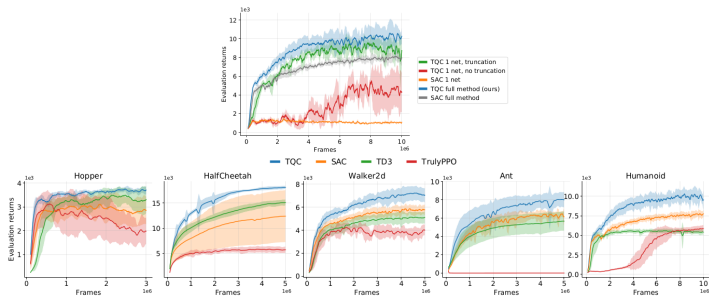 1e3
12
10
8
6
4
2
0
Evaluation returns
0 2 4 6 8 10
Frames 1e6
TQC 1 net, truncation
TQC 1 net, no truncation
SAC 1 net
TQC full method (ours)
SAC full method
TQC SAC TD3 TrulyPPO
Hopper HalfCheetah Walker2d Ant Humanoid
1e3 1e3 1e3 1e3 1e3
4
3
2
1
Evaluation returns
0 1 2 3
Frames
1e6
15
10
5
0 1 2 3 4 5
Frames
1e6
8
6
4
2
0
0 1 2 3 4 5
Frames
1e6
10
8
6
4
2
0
0 1 2 3 4 5
Frames
1e6
10.0
7.5
5.0
2.5
0.0
0 2 4 6 8 10
Frames
1e6